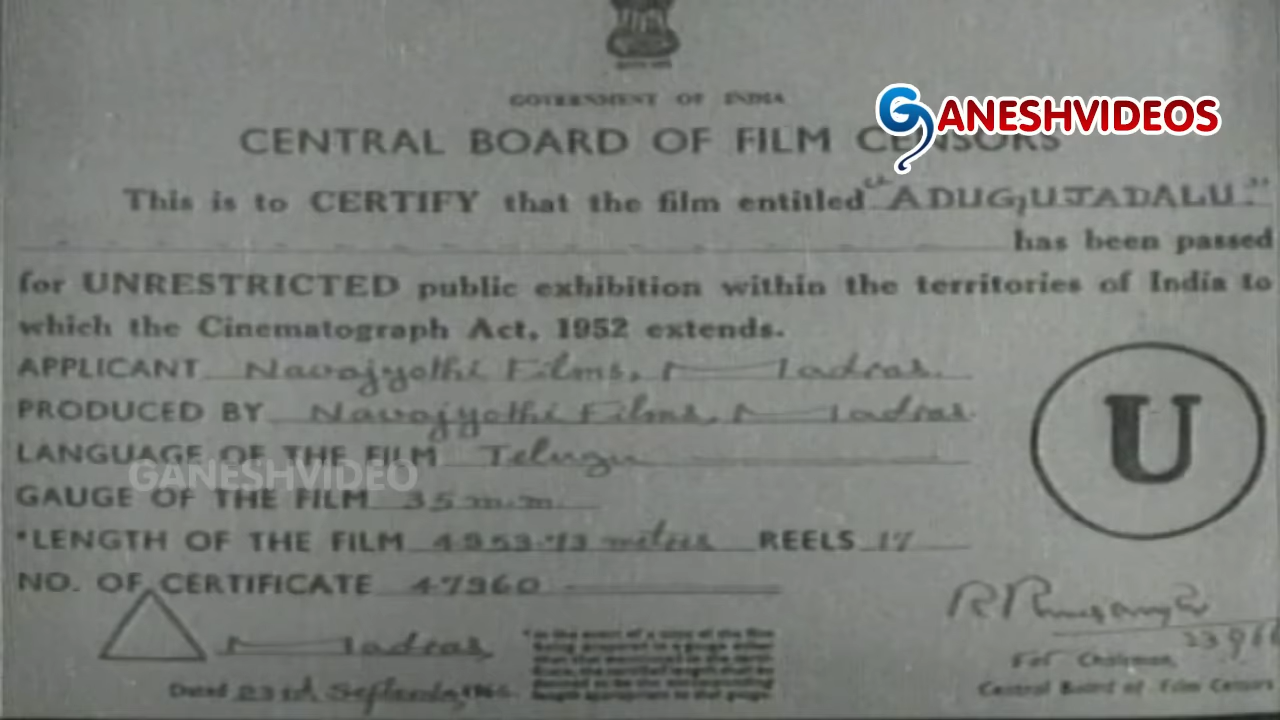 GOVERNMENT OF INDIA
GANESHVIDEOS
CENTRAL BOARD OF FILM CENSORS
This is to CERTIFY that the film entitled "ADUGUJADALU."
has been passed
for UNRESTRICTED public exhibition within the territories of India to
which the Cinematograph Act, 1952 extends.
APPLICANT Navajyothi Films, Madras.
PRODUCED BY Navajyothi Films, Madras.
LANGUAGE OF THE FILM Telugu
GANESHVIDEO
GAUGE OF THE FILM 35 m.m
U
*LENGTH OF THE FILM metres REELS 17
NO. OF CERTIFICATE 47360
Madras,
Dated 23rd September,
For Chairman,
Central Board of Film Censors